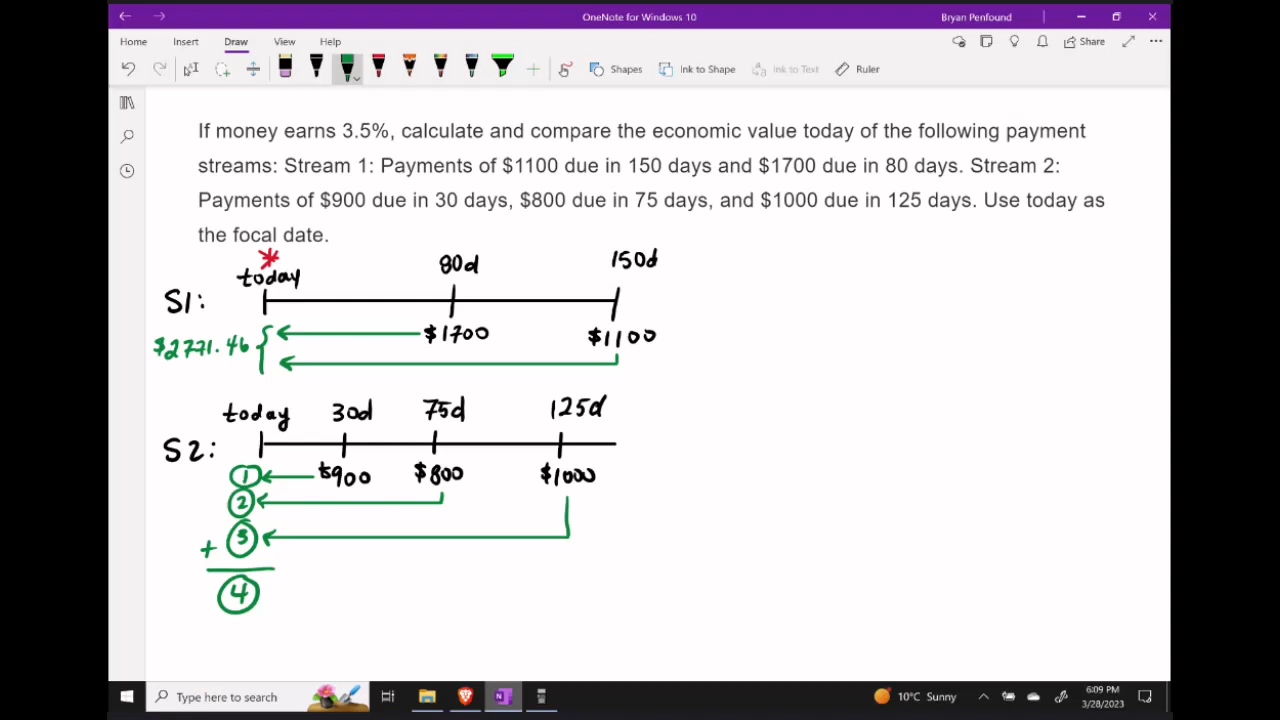 OneNote for Windows 10
Bryan Penfound
Home
Insert
Draw
View
Help
Share
Shapes
Ink to Shape
Ink to Text
Ruler
If money earns 3.5%, calculate and compare the economic value today of the following payment
streams: Stream 1: Payments of $1100 due in 150 days and $1700 due in 80 days. Stream 2:
Payments of $900 due in 30 days, $800 due in 75 days, and $1000 due in 125 days. Use today as
the focal date.
*
today 80d 150d
S1:
$1700 $1100
$2771.46
today 30d 75d 125d
S2:
1 $900 $800 $1000
2
+ 3
4
Type here to search
10°C Sunny
6:09 PM
3/28/2023